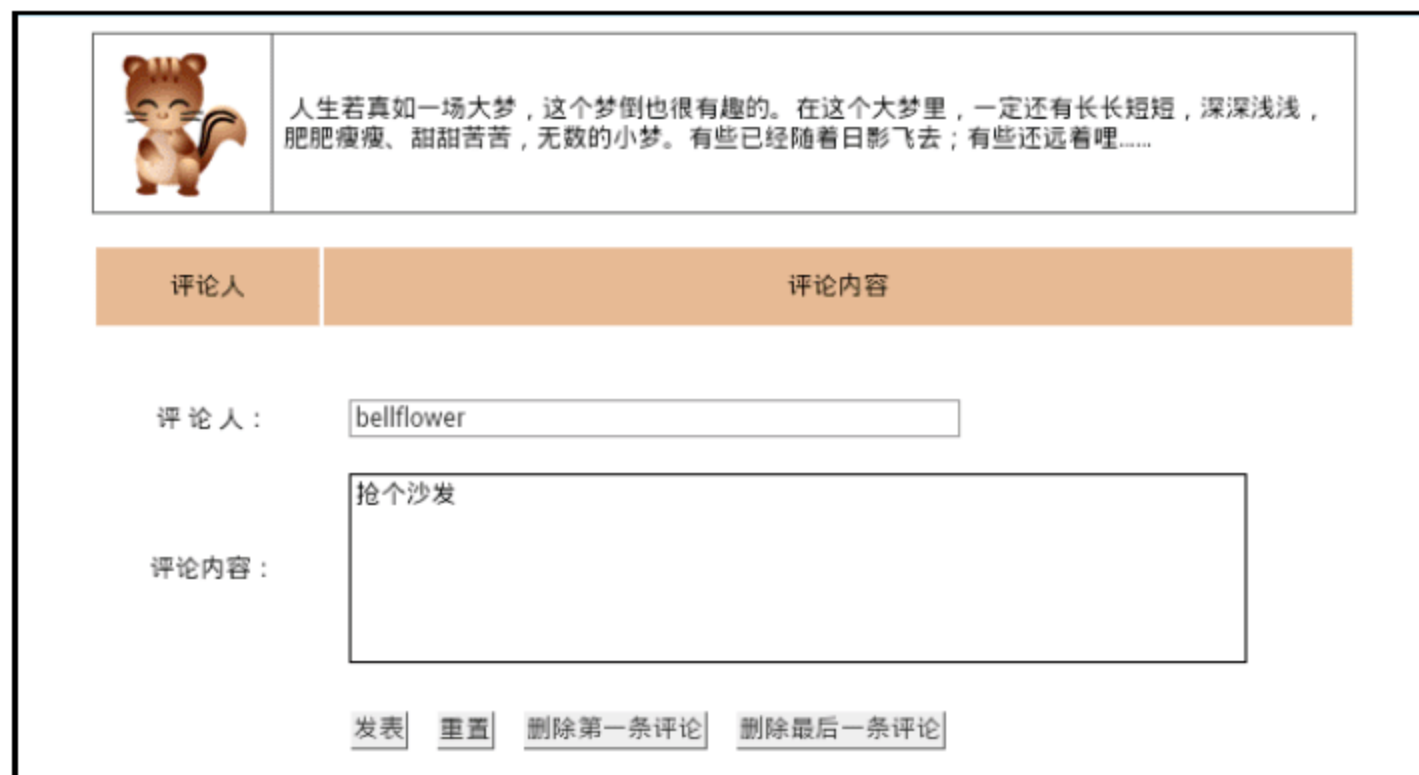 人生若真如一场大梦，这个梦倒也很有趣的。在这个大梦里，一定还有长长短短，深深浅浅，
肥肥瘦瘦、甜甜苦苦，无数的小梦。有些已经随着日影飞去；有些还远着哩……
评论人 评论内容
评 论 人： bellflower
抢个沙发
评论内容：
发表 重置 删除第一条评论 删除最后一条评论